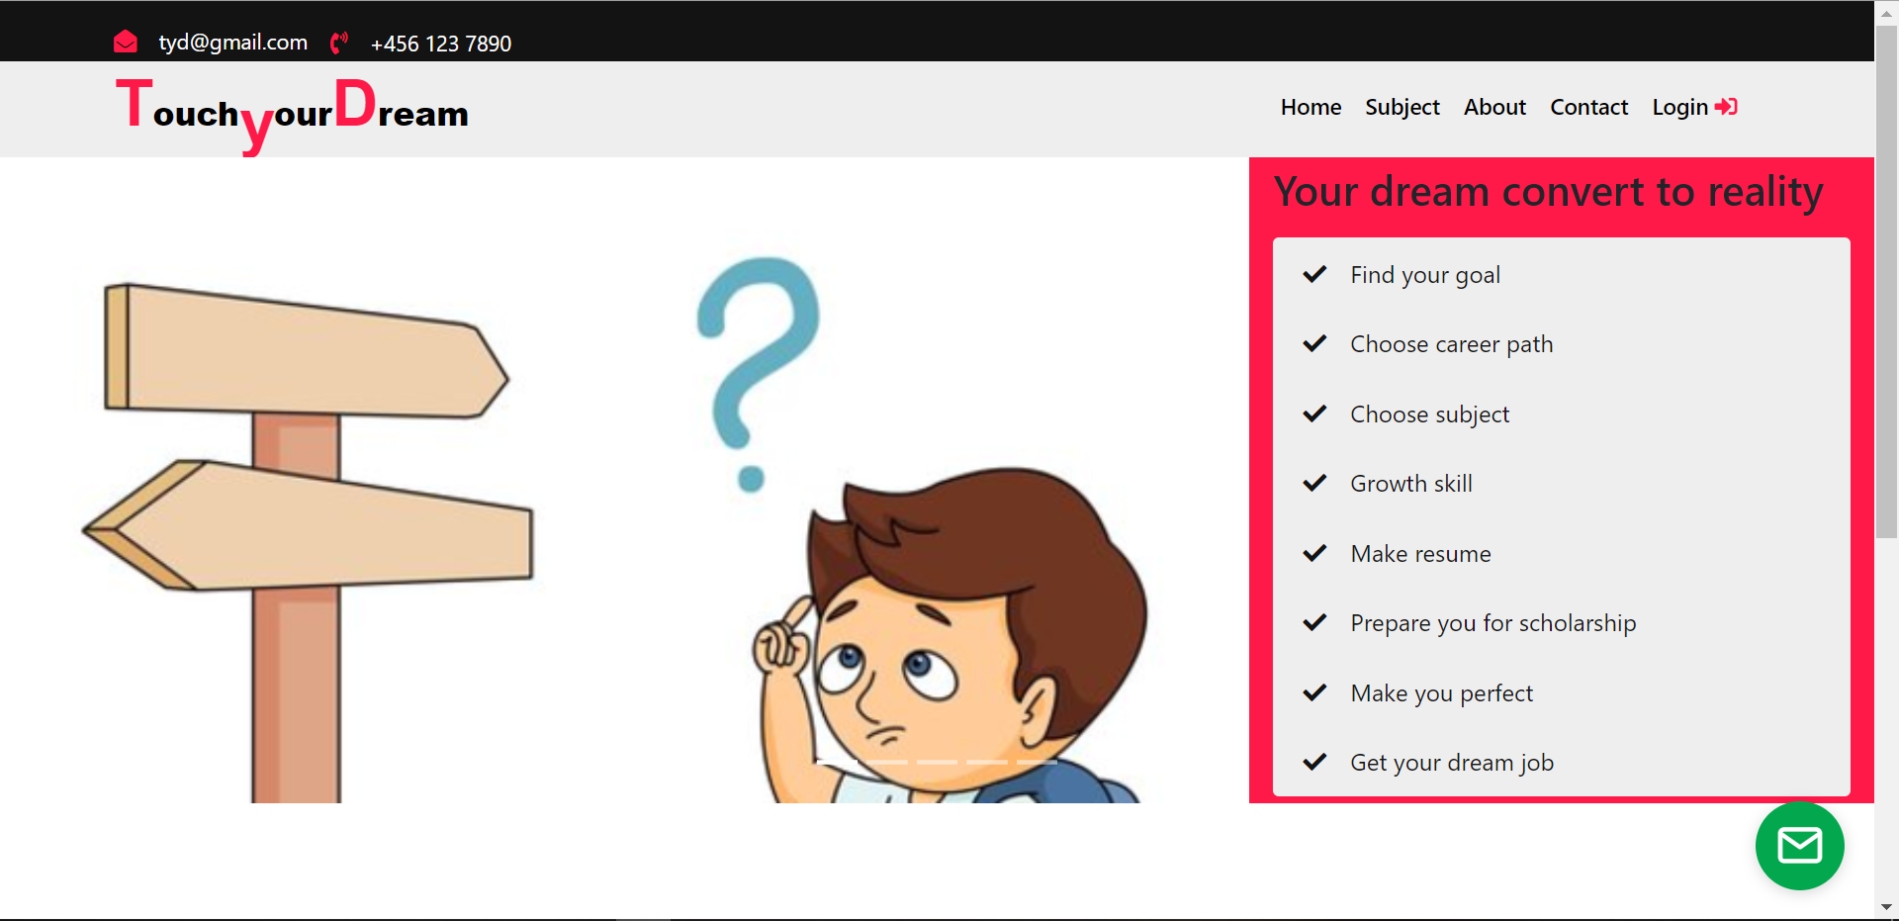 tyd@gmail.com +456 123 7890
TouchyourDream
Home Subject About Contact Login
Your dream convert to reality
Find your goal
Choose career path
Choose subject
Growth skill
Make resume
Prepare you for scholarship
Make you perfect
Get your dream job
?